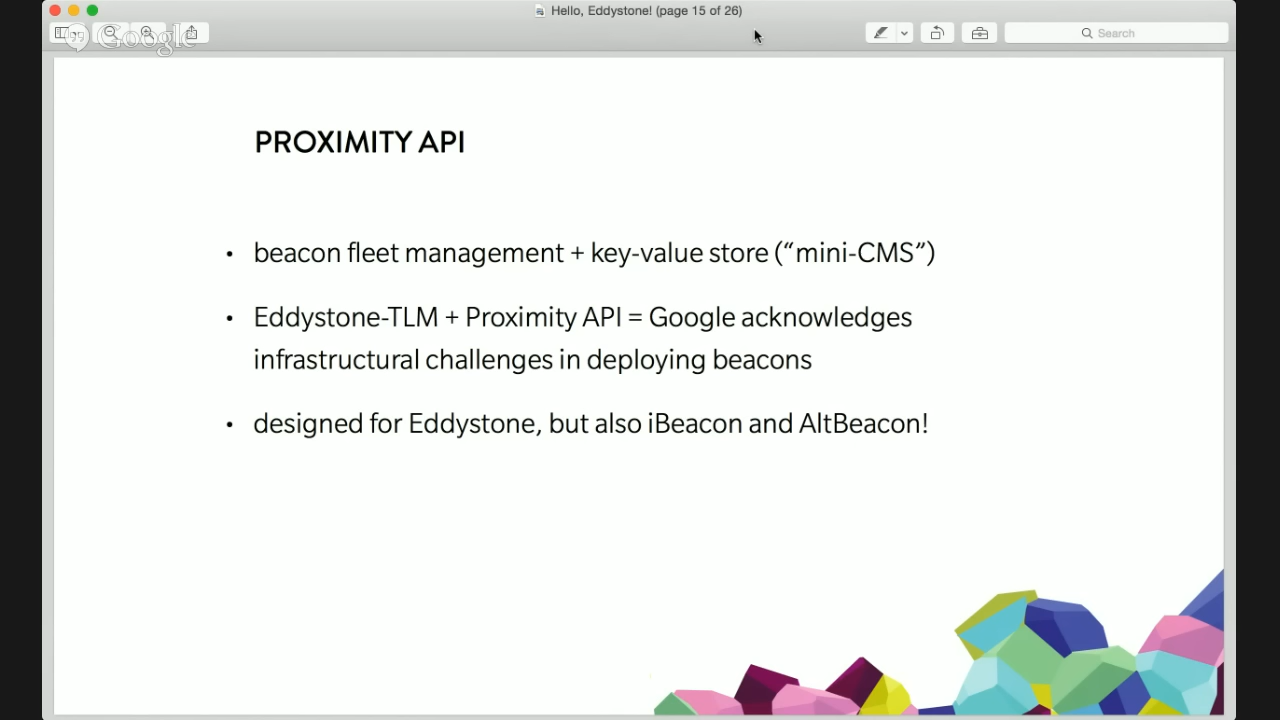 Hello, Eddystone! (page 15 of 26)
Google
Search
PROXIMITY API
• beacon fleet management + key-value store (“mini-CMS”)
• Eddystone-TLM + Proximity API = Google acknowledges
infrastructural challenges in deploying beacons
• designed for Eddystone, but also iBeacon and AltBeacon!